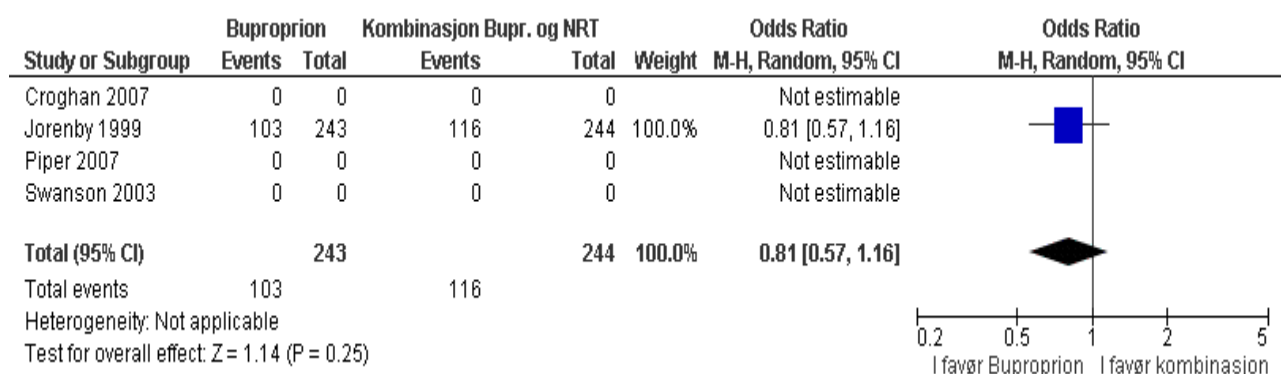 Buproprion Kombinasjon Bupr. og NRT Odds Ratio Odds Ratio
Study or Subgroup Events Total Events Total Weight M-H, Random, 95% CI M-H, Random, 95% CI
Croghan 2007 0 0 0 0 Not estimable
Jorenby 1999 103 243 116 244 100.0% 0.81 [0.57, 1.16]
Piper 2007 0 0 0 0 Not estimable
Swanson 2003 0 0 0 0 Not estimable
Total (95% CI) 243 244 100.0% 0.81 [0.57, 1.16]
Total events 103 116
Heterogeneity: Not applicable
Test for overall effect: Z = 1.14 (P = 0.25)
0.2 0.5 1 2 5
I favør Buproprion I favør kombinasion